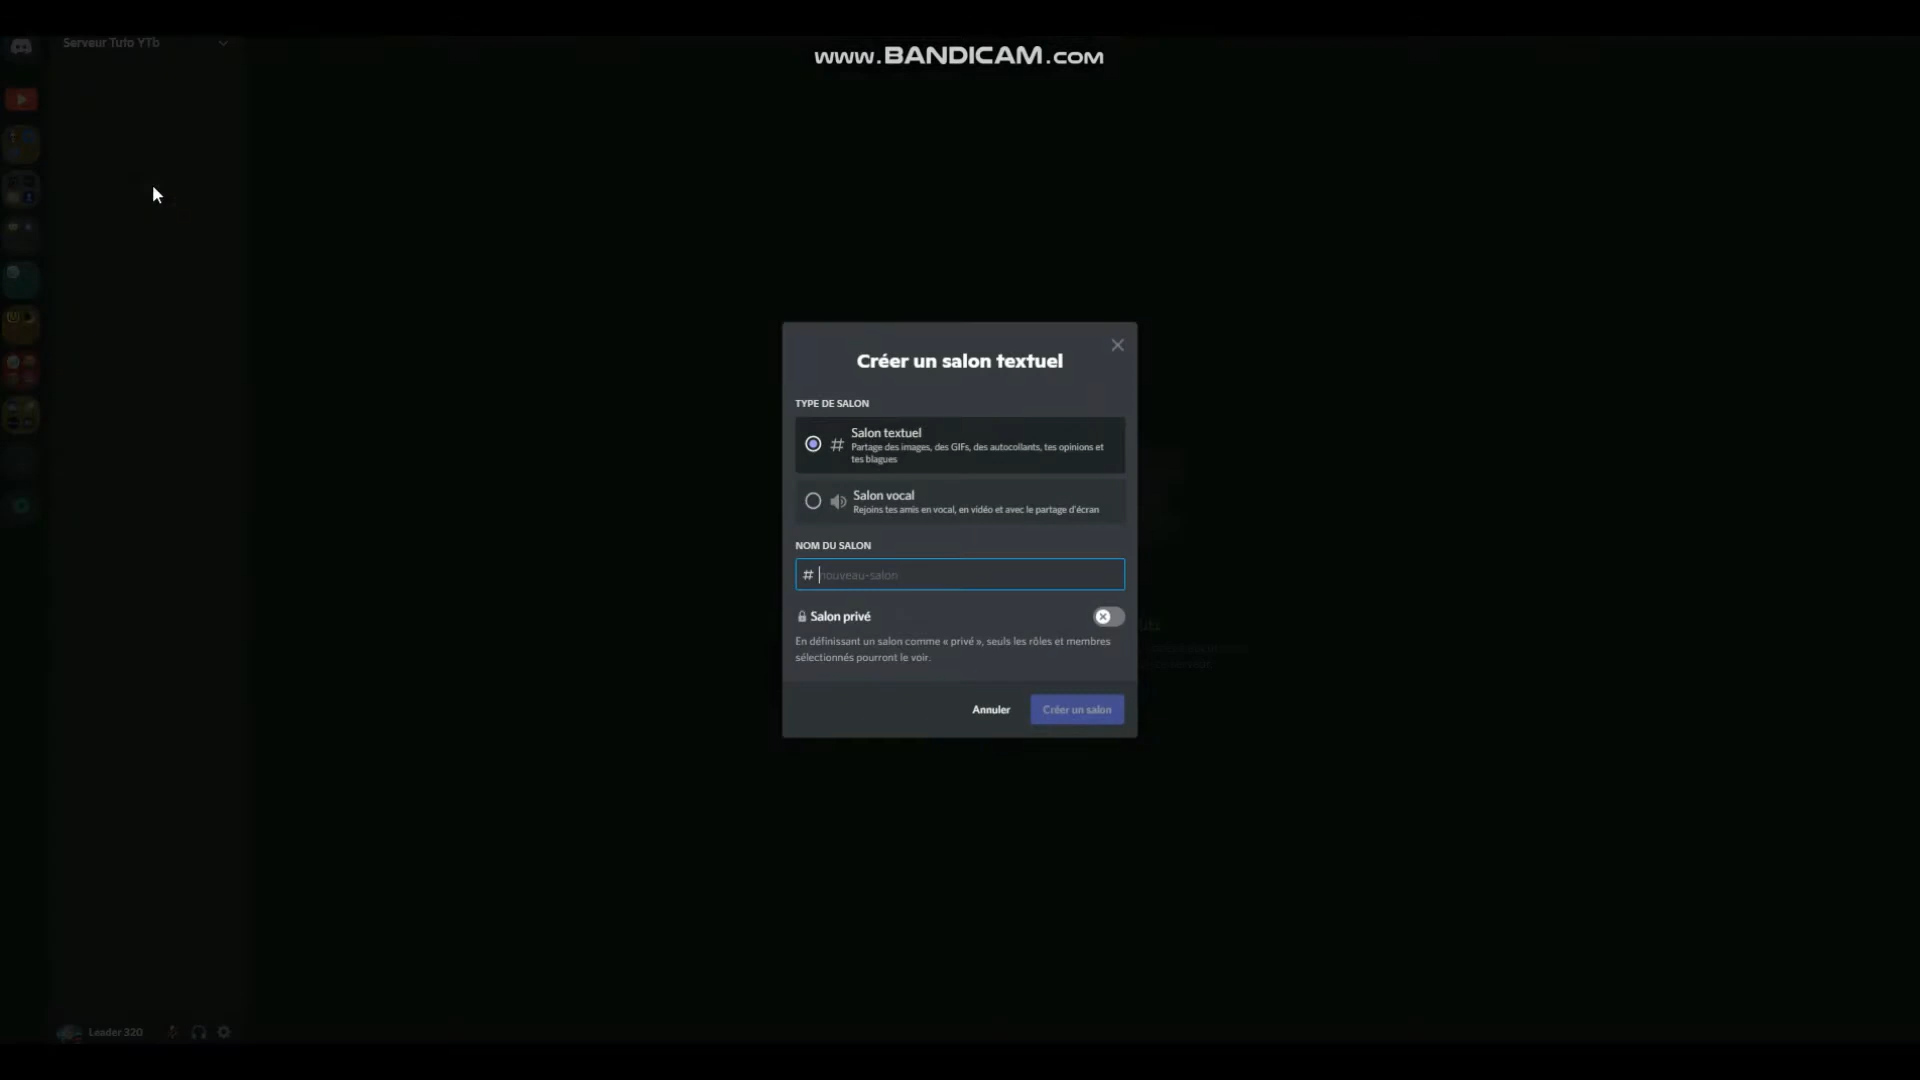 Serveur Tuto YTb
www.BANDICAM.com
Créer un salon textuel
TYPE DE SALON
# Salon textuel
Partage des images, des GIFs, des autocollants, tes opinions et
tes blagues
Salon vocal
Rejoins tes amis en vocal, en vidéo et avec le partage d'écran
NOM DU SALON
# nouveau-salon
Salon privé
En définissant un salon comme « privé », seuls les rôles et membres
sélectionnés pourront le voir.
Annuler
Créer un salon
Leader 320